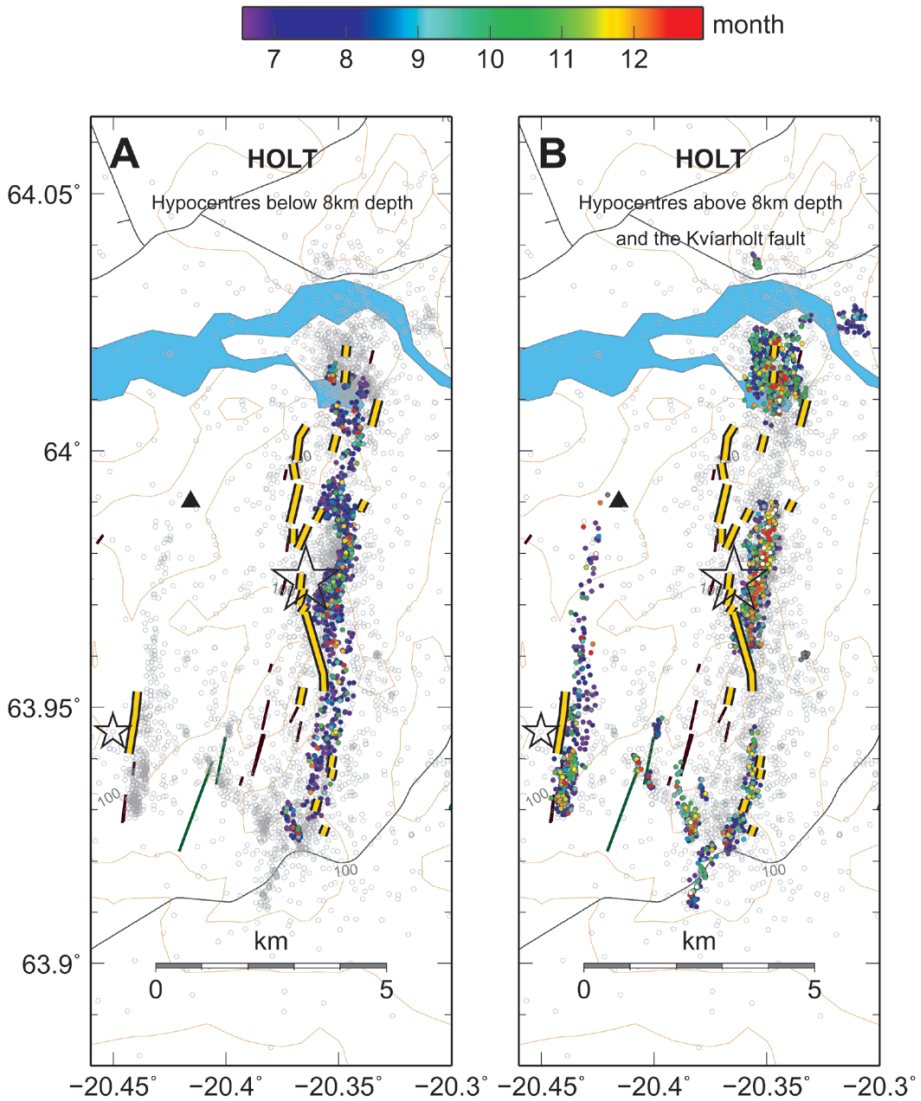 month
7 8 9 10 11 12
A
HOLT
Hypocentres below 8km depth
B
HOLT
Hypocentres above 8km depth
and the Kvíarholt fault
64.05˚
64˚
63.95˚
63.9˚
100
100
100
100
100
km
0 5
km
0 5
−20.45˚ −20.4˚ −20.35˚ −20.3˚
−20.45˚ −20.4˚ −20.35˚ −20.3˚